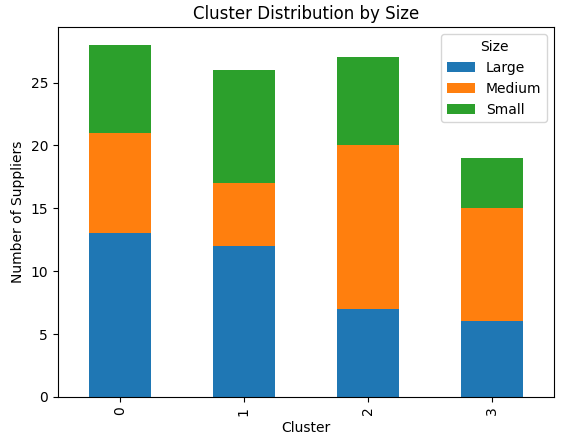 Cluster Distribution by Size
Size
Large
Medium
Small
Number of Suppliers
25
20
15
10
5
0
0
1
2
3
Cluster